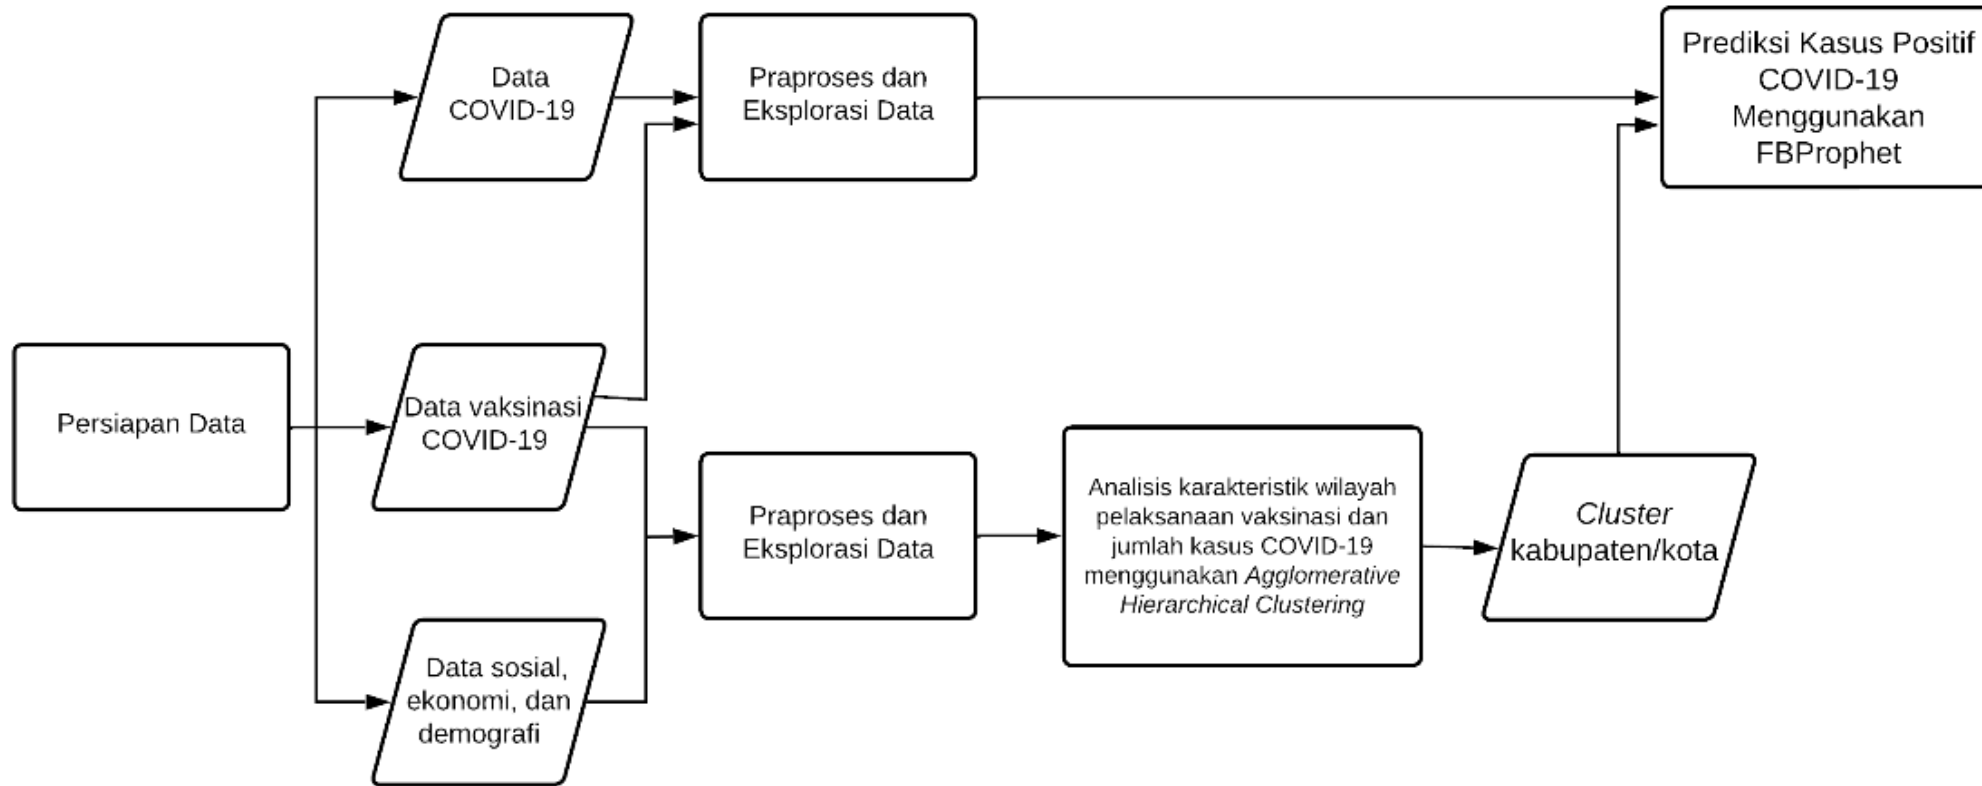 Data
COVID-19
Praproses dan
Eksplorasi Data
Prediksi Kasus Positif
COVID-19
Menggunakan
FBProphet
Persiapan Data
Data vaksinasi
COVID-19
Praproses dan
Eksplorasi Data
Analisis karakteristik wilayah
pelaksanaan vaksinasi dan
jumlah kasus COVID-19
menggunakan Agglomerative
Hierarchical Clustering
Cluster
kabupaten/kota
Data sosial,
ekonomi, dan
demografi